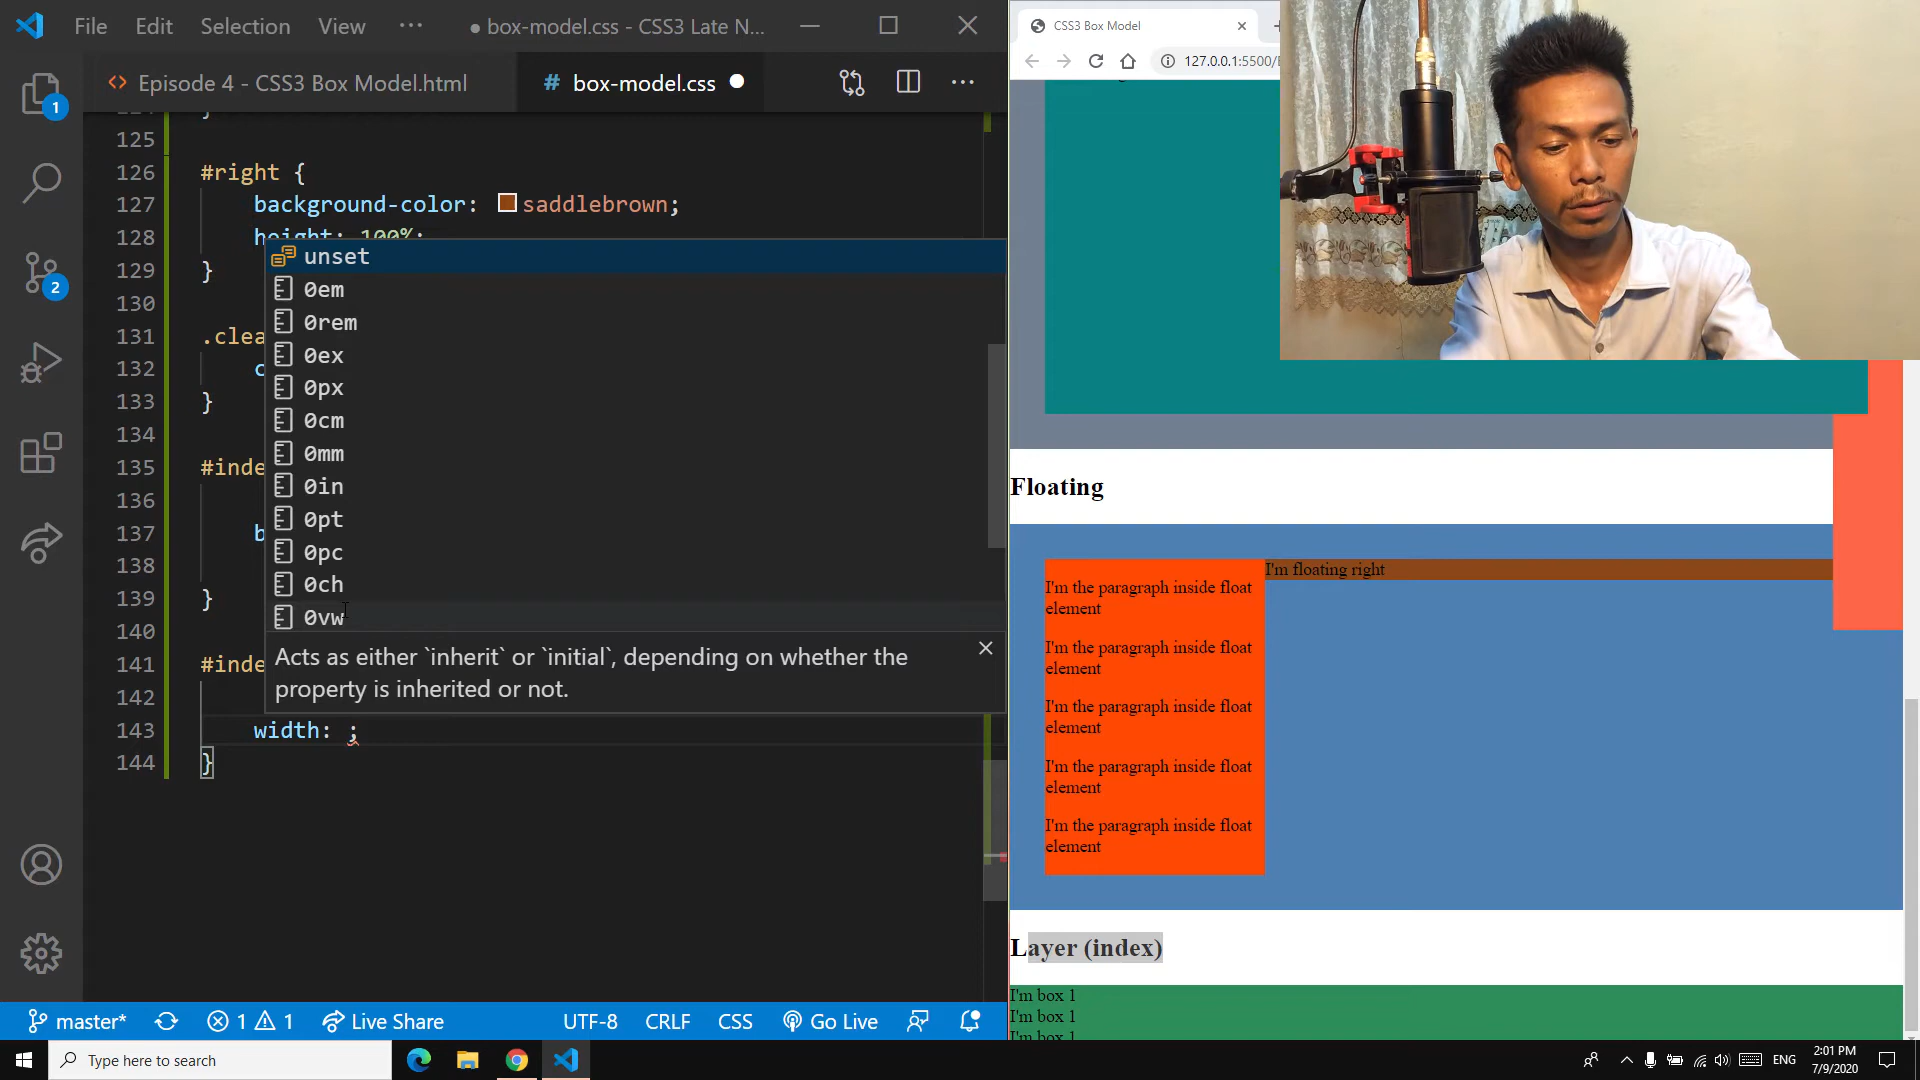 File Edit Selection View ··· ● box-model.css - CSS3 Late N...
<> Episode 4 - CSS3 Box Model.html
# box-model.css ●
125
126 #right {
127 background-color: saddlebrown;
128 height: 100%;
129 }
130
131 .clea
132 c
133 }
134
135 #inde
136
137 b
138
139 }
140
141 #inde
142
143 width: ;
144 }
unset
0em
0rem
0ex
0px
0cm
0mm
0in
0pt
0pc
0ch
0vw
Acts as either `inherit` or `initial`, depending on whether the
property is inherited or not.
1
2
master* 1 1 Live Share UTF-8 CRLF CSS Go Live
CSS3 Box Model
127.0.0.1:5500/
Floating
I'm the paragraph inside float
element
I'm the paragraph inside float
element
I'm the paragraph inside float
element
I'm the paragraph inside float
element
I'm the paragraph inside float
element
I'm floating right
Layer (index)
I'm box 1
I'm box 1
I'm box 1
Type here to search
ENG
2:01 PM
7/9/2020